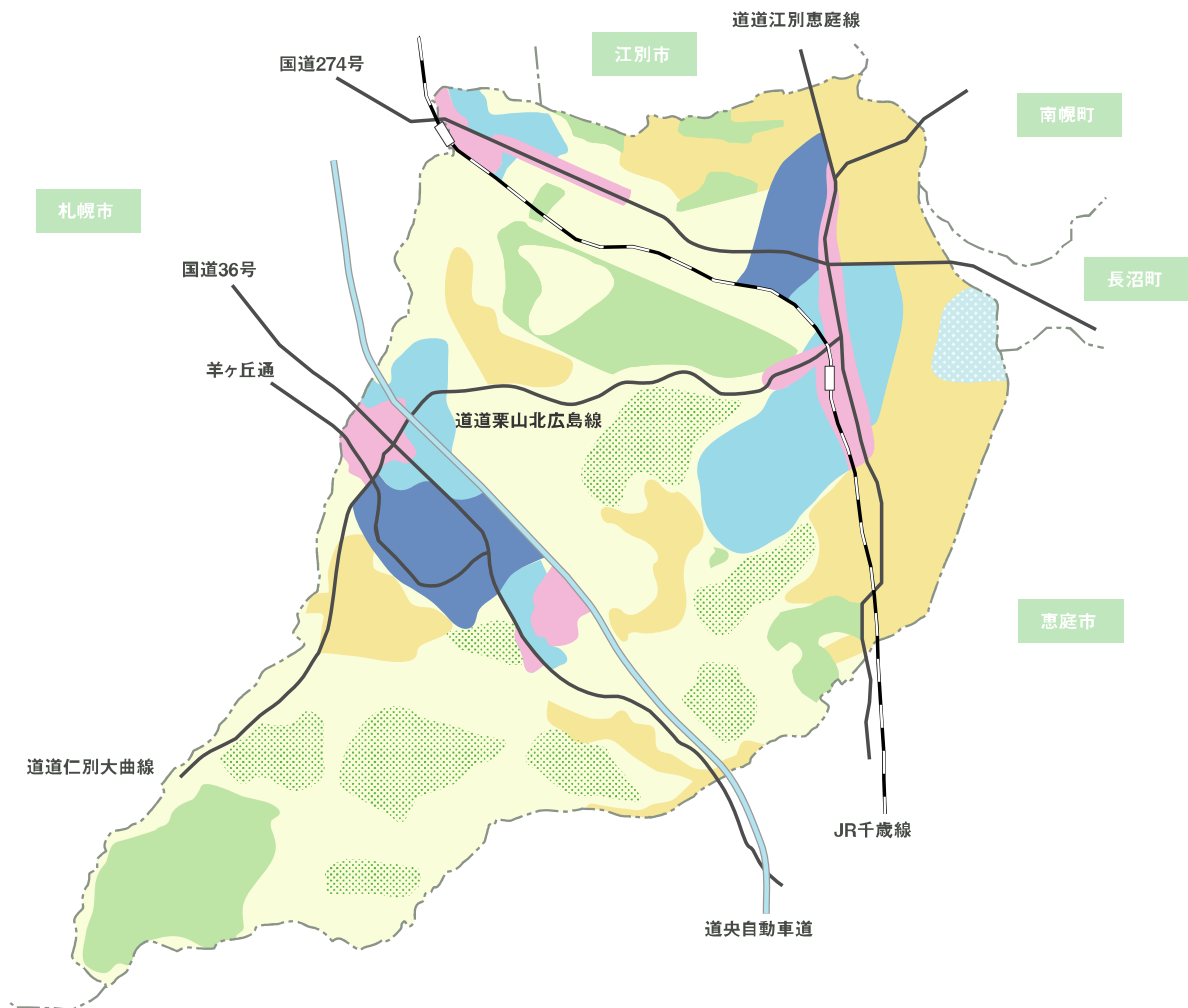 道道江別恵庭線
江別市
国道274号
南幌町
札幌市
国道36号
長沼町
羊ヶ丘通
道道栗山北広島線
恵庭市
道道仁別大曲線
JR千歳線
道央自動車道